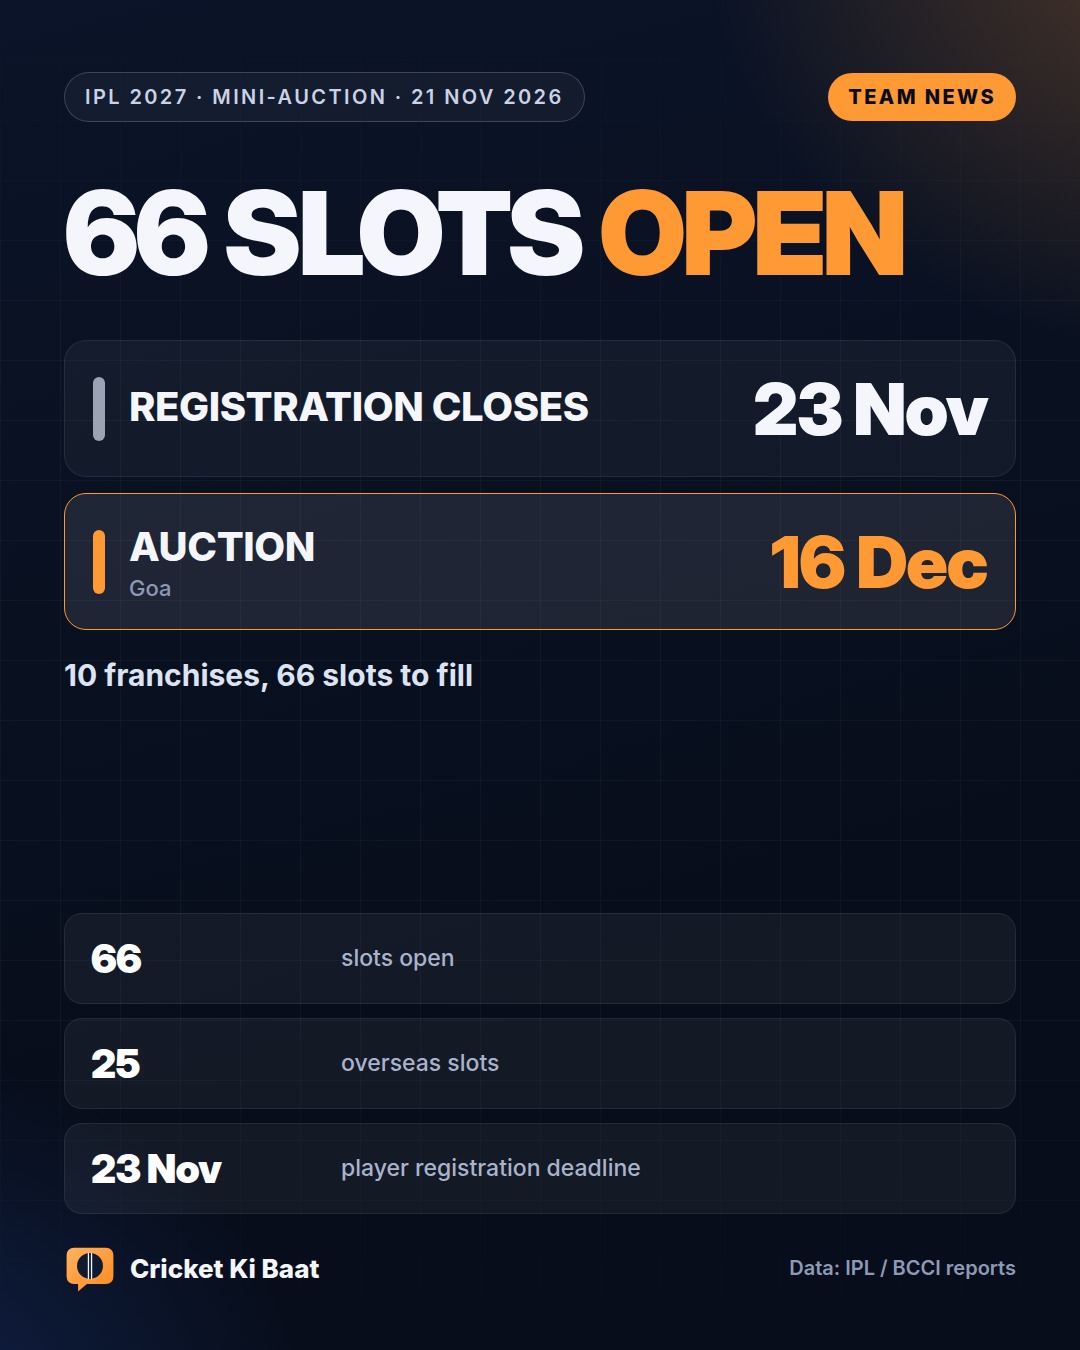 IPL 2027 · MINI-AUCTION · 21 NOV 2026
TEAM NEWS
66 SLOTS OPEN
REGISTRATION CLOSES
23 Nov
AUCTION
Goa
16 Dec
10 franchises, 66 slots to fill
66
slots open
25
overseas slots
23 Nov
player registration deadline
Cricket Ki Baat
Data: IPL / BCCI reports